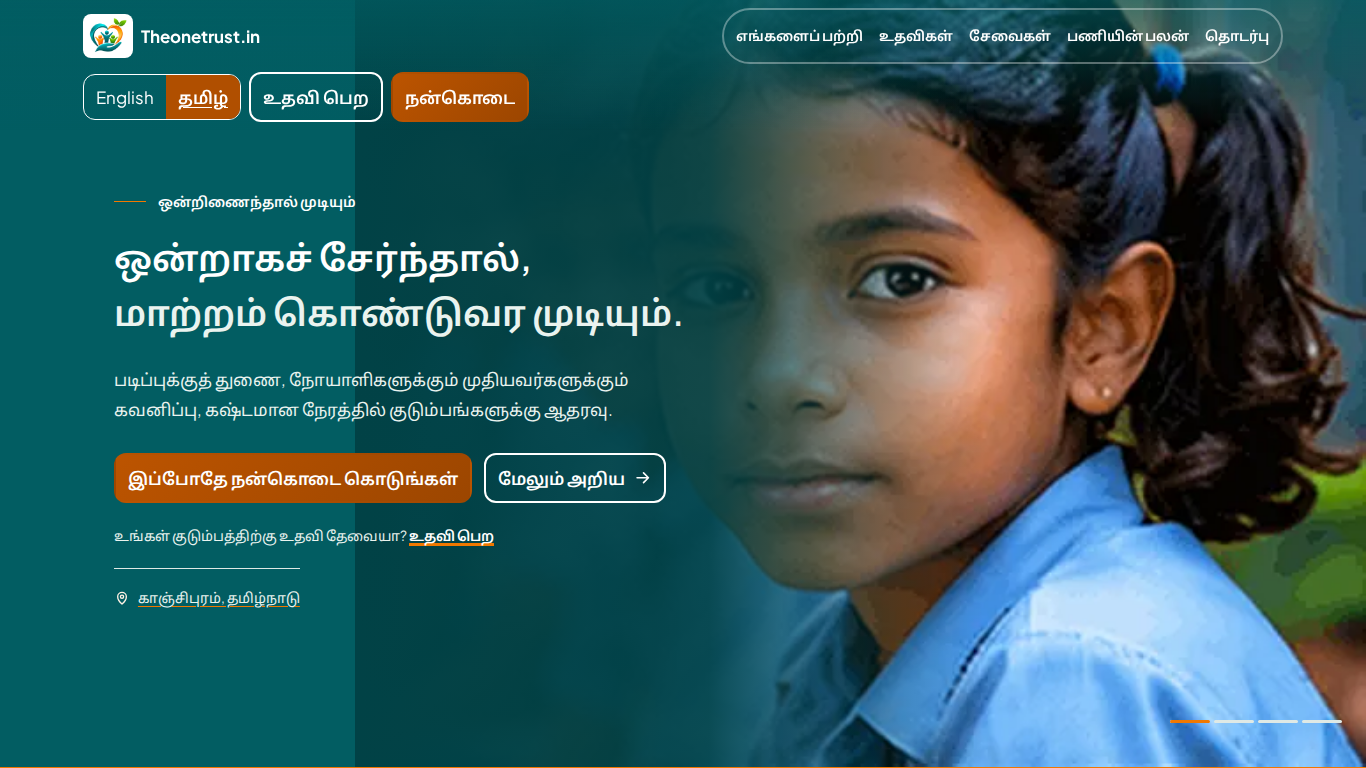 Theonetrust.in
எங்களைப் பற்றி உதவிகள் சேவைகள் பணியின் பலன் தொடர்பு
English தமிழ் உதவி பெற நன்கொடை
ஒன்றிணைந்தால் முடியும்
ஒன்றாகச் சேர்ந்தால்,
மாற்றம் கொண்டுவர முடியும்.
படிப்புக்குத் துணை, நோயாளிகளுக்கும் முதியவர்களுக்கும்
கவனிப்பு, கஷ்டமான நேரத்தில் குடும்பங்களுக்கு ஆதரவு.
இப்போதே நன்கொடை கொடுங்கள் மேலும் அறிய →
உங்கள் குடும்பத்திற்கு உதவி தேவையா? உதவி பெற
காஞ்சிபுரம், தமிழ்நாடு